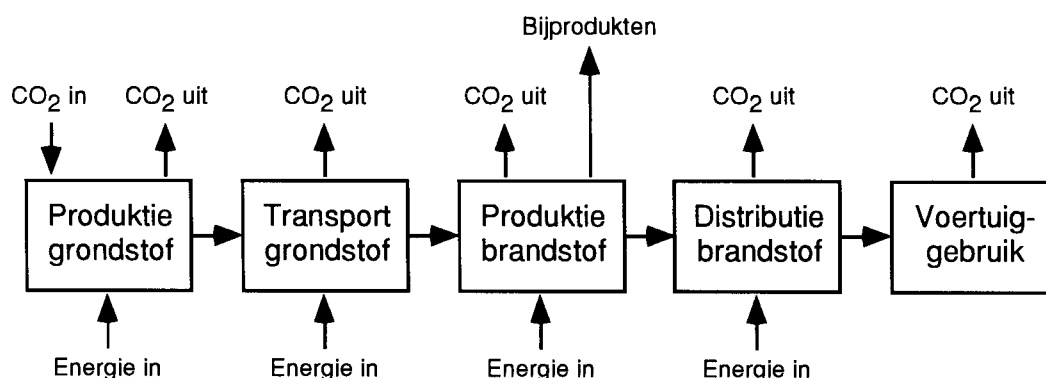 Bijprodukten
CO2 in CO2 uit CO2 uit CO2 uit CO2 uit CO2 uit
Produktie Transport Produktie Distributie Voertuig-
grondstof grondstof brandstof brandstof gebruik
Energie in Energie in Energie in Energie in